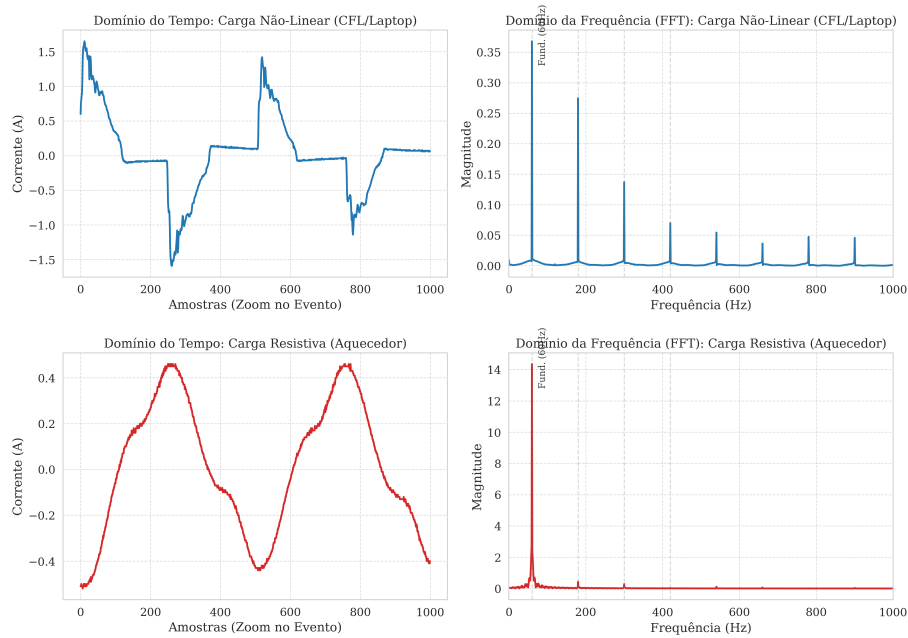 Domínio do Tempo: Carga Não-Linear (CFL/Laptop)
Corrente (A)
1.5
1.0
0.5
0.0
−0.5
−1.0
−1.5
0 200 400 600 800 1000
Amostras (Zoom no Evento)
Domínio da Frequência (FFT): Carga Não-Linear (CFL/Laptop)
Fund. (60Hz)
Magnitude
0.35
0.30
0.25
0.20
0.15
0.10
0.05
0.00
0 200 400 600 800 1000
Frequência (Hz)
Domínio do Tempo: Carga Resistiva (Aquecedor)
Corrente (A)
0.4
0.2
0.0
−0.2
−0.4
0 200 400 600 800 1000
Amostras (Zoom no Evento)
Domínio da Frequência (FFT): Carga Resistiva (Aquecedor)
Fund. (60Hz)
Magnitude
14
12
10
8
6
4
2
0
0 200 400 600 800 1000
Frequência (Hz)